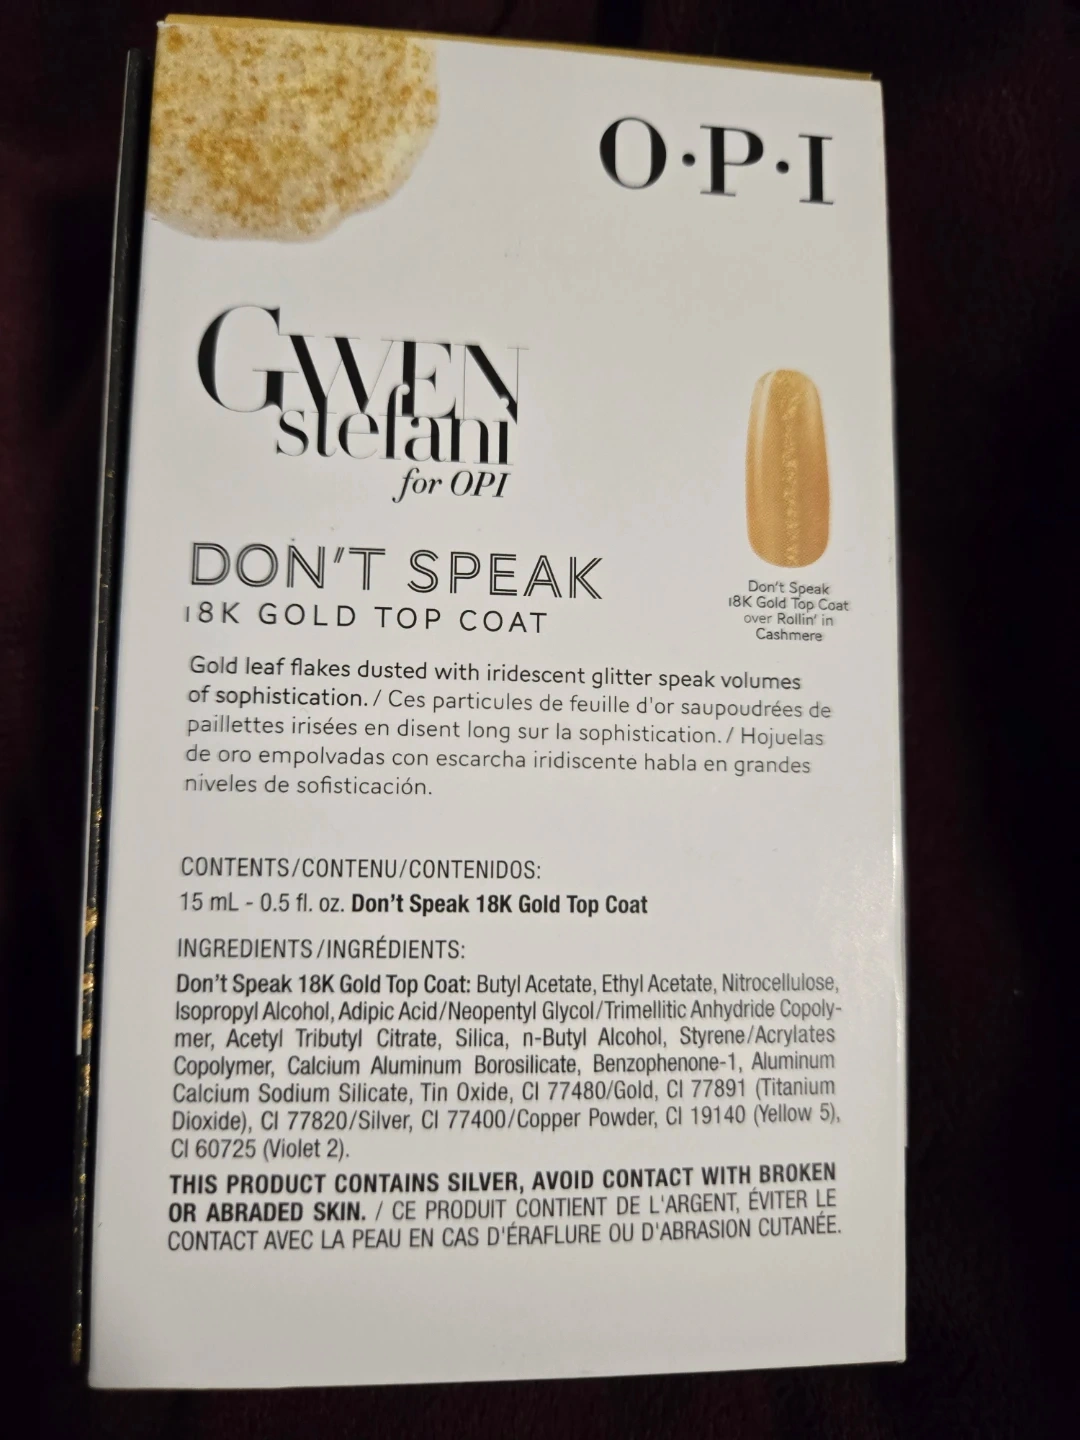 O·P·I
GWEN
stefani
for OPI
DON'T SPEAK
18K GOLD TOP COAT
Don't Speak
18K Gold Top Coat
over Rollin' in
Cashmere
Gold leaf flakes dusted with iridescent glitter speak volumes
of sophistication. / Ces particules de feuille d'or saupoudrées de
paillettes irisées en disent long sur la sophistication. / Hojuelas
de oro empolvadas con escarcha iridiscente habla en grandes
niveles de sofisticación.
CONTENTS/CONTENU/CONTENIDOS:
15 mL - 0.5 fl. oz. Don't Speak 18K Gold Top Coat
INGREDIENTS/INGRÉDIENTS:
Don't Speak 18K Gold Top Coat: Butyl Acetate, Ethyl Acetate, Nitrocellulose,
Isopropyl Alcohol, Adipic Acid/Neopentyl Glycol/Trimellitic Anhydride Copoly-
mer, Acetyl Tributyl Citrate, Silica, n-Butyl Alcohol, Styrene/Acrylates
Copolymer, Calcium Aluminum Borosilicate, Benzophenone-1, Aluminum
Calcium Sodium Silicate, Tin Oxide, CI 77480/Gold, CI 77891 (Titanium
Dioxide), CI 77820/Silver, CI 77400/Copper Powder, CI 19140 (Yellow 5),
CI 60725 (Violet 2).
THIS PRODUCT CONTAINS SILVER, AVOID CONTACT WITH BROKEN
OR ABRADED SKIN. / CE PRODUIT CONTIENT DE L'ARGENT, ÉVITER LE
CONTACT AVEC LA PEAU EN CAS D'ÉRAFLURE OU D'ABRASION CUTANÉE.